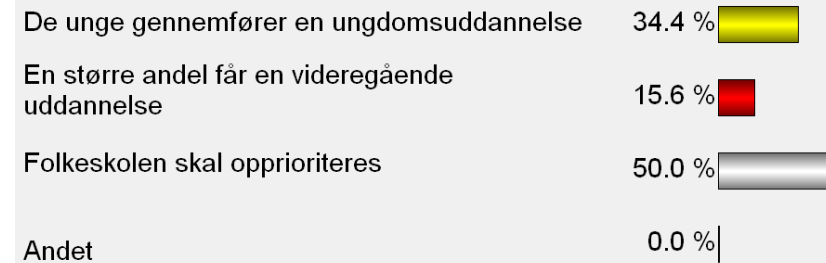 De unge gennemfører en ungdomsuddannelse 34.4 %
En større andel får en videregående
uddannelse 15.6 %
Folkeskolen skal opprioriteres 50.0 %
Andet 0.0 %